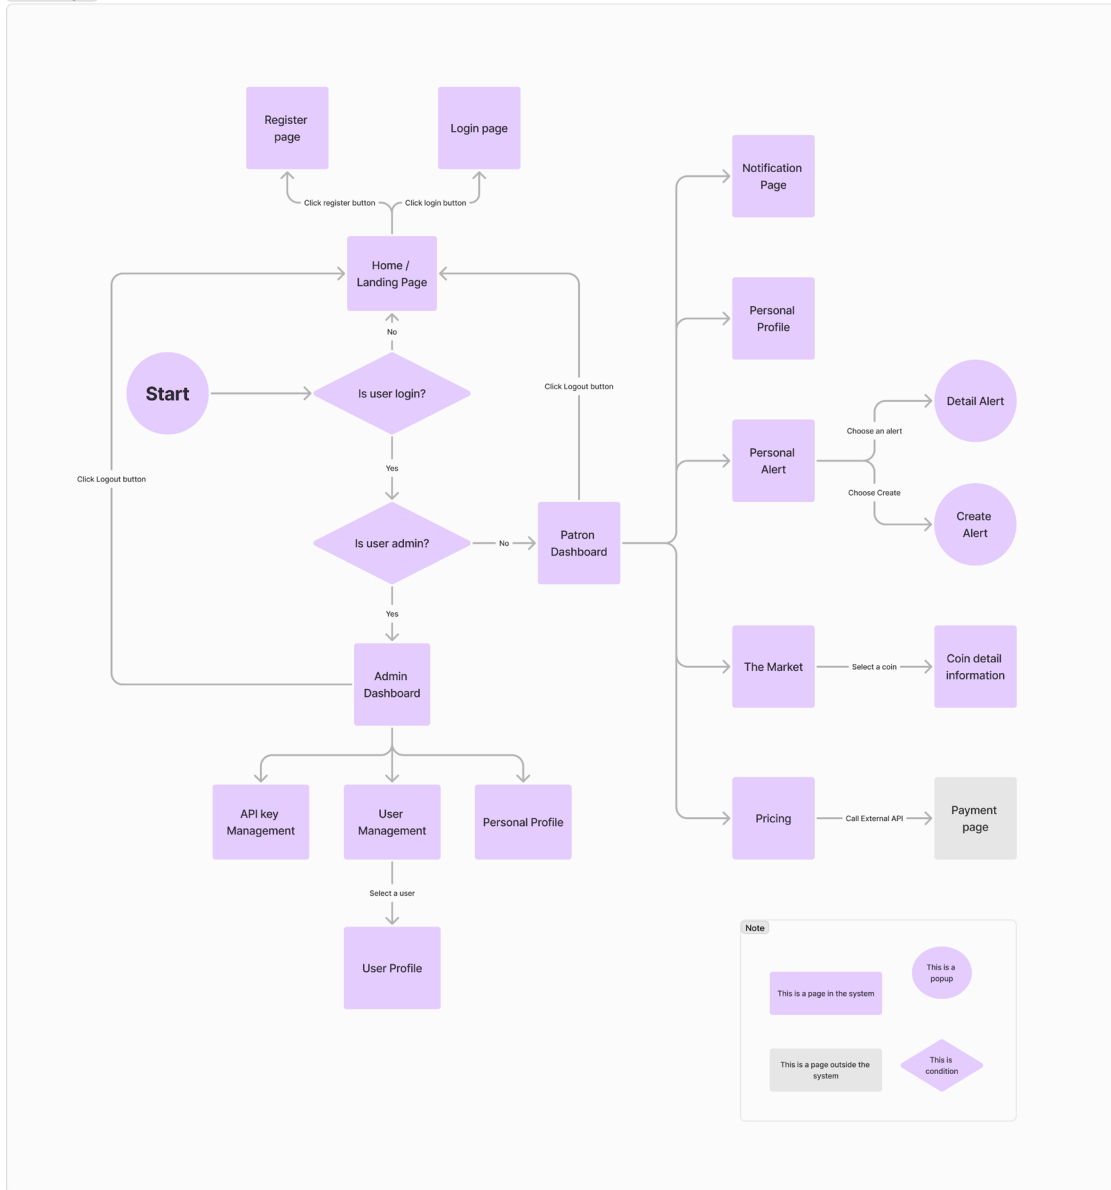 Register
page
Login page
Click register button
Click login button
Home /
Landing Page
No
Start
Is user login?
Click Logout button
Yes
Click Logout button
Is user admin?
No
Patron
Dashboard
Yes
Admin
Dashboard
API key
Management
User
Management
Personal Profile
Select a user
User Profile
Notification
Page
Personal
Profile
Personal
Alert
Choose an alert
Detail Alert
Choose Create
Create
Alert
The Market
Select a coin
Coin detail
information
Pricing
Call External API
Payment
page
Note
This is a page in the system
This is a
popup
This is a page outside the
system
This is
condition